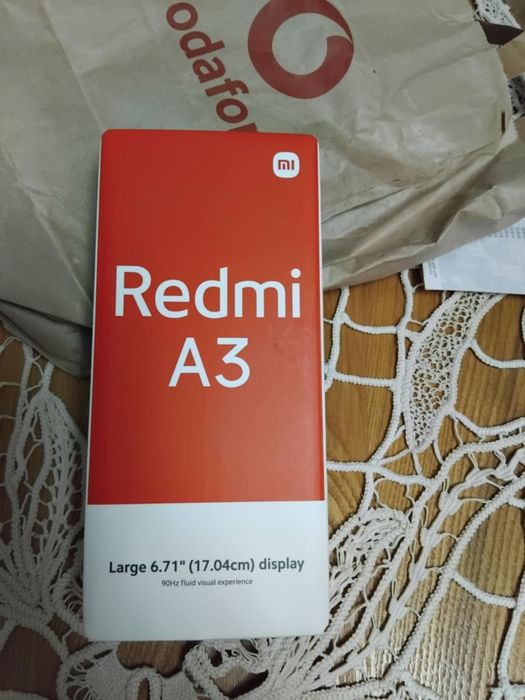 odafo
mi
Redmi
A3
Large 6.71" (17.04cm) display
90Hz fluid visual experience